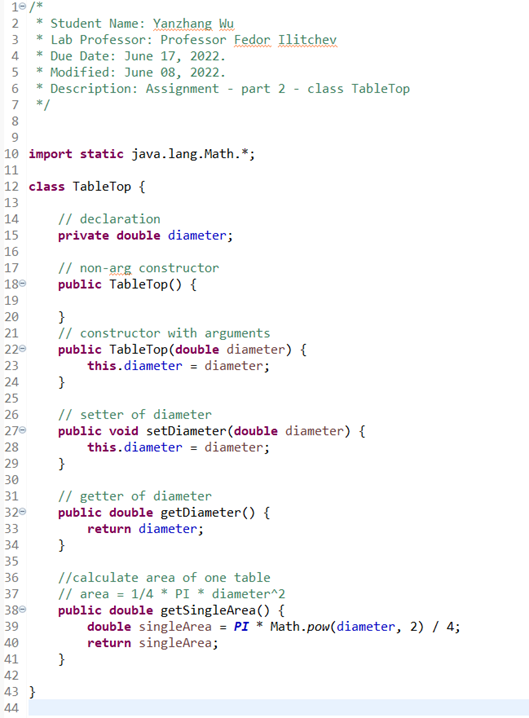 1 /*
2  * Student Name: Yanzhang Wu
3  * Lab Professor: Professor Fedor Ilitchev
4  * Due Date: June 17, 2022.
5  * Modified: June 08, 2022.
6  * Description: Assignment - part 2 - class TableTop
7  */
8
9
10 import static java.lang.Math.*;
11
12 class TableTop {
13
14     // declaration
15     private double diameter;
16
17     // non-arg constructor
18     public TableTop() {
19
20     }
21     // constructor with arguments
22     public TableTop(double diameter) {
23         this.diameter = diameter;
24     }
25
26     // setter of diameter
27     public void setDiameter(double diameter) {
28         this.diameter = diameter;
29     }
30
31     // getter of diameter
32     public double getDiameter() {
33         return diameter;
34     }
35
36     //calculate area of one table
37     // area = 1/4 * PI * diameter^2
38     public double getSingleArea() {
39         double singleArea = PI * Math.pow(diameter, 2) / 4;
40         return singleArea;
41     }
42
43 }
44